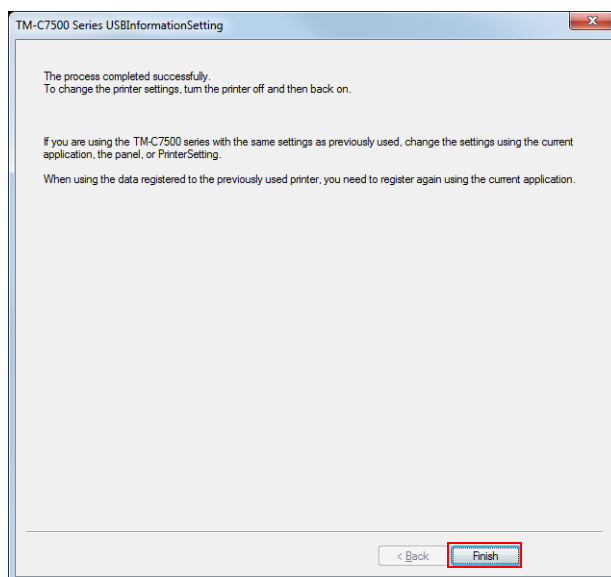 TM-C7500 Series USBInformationSetting
The process completed successfully.
To change the printer settings, turn the printer off and then back on.
If you are using the TM-C7500 series with the same settings as previously used, change the settings using the current
application, the panel, or PrinterSetting.
When using the data registered to the previously used printer, you need to register again using the current application.
< Back
Finish